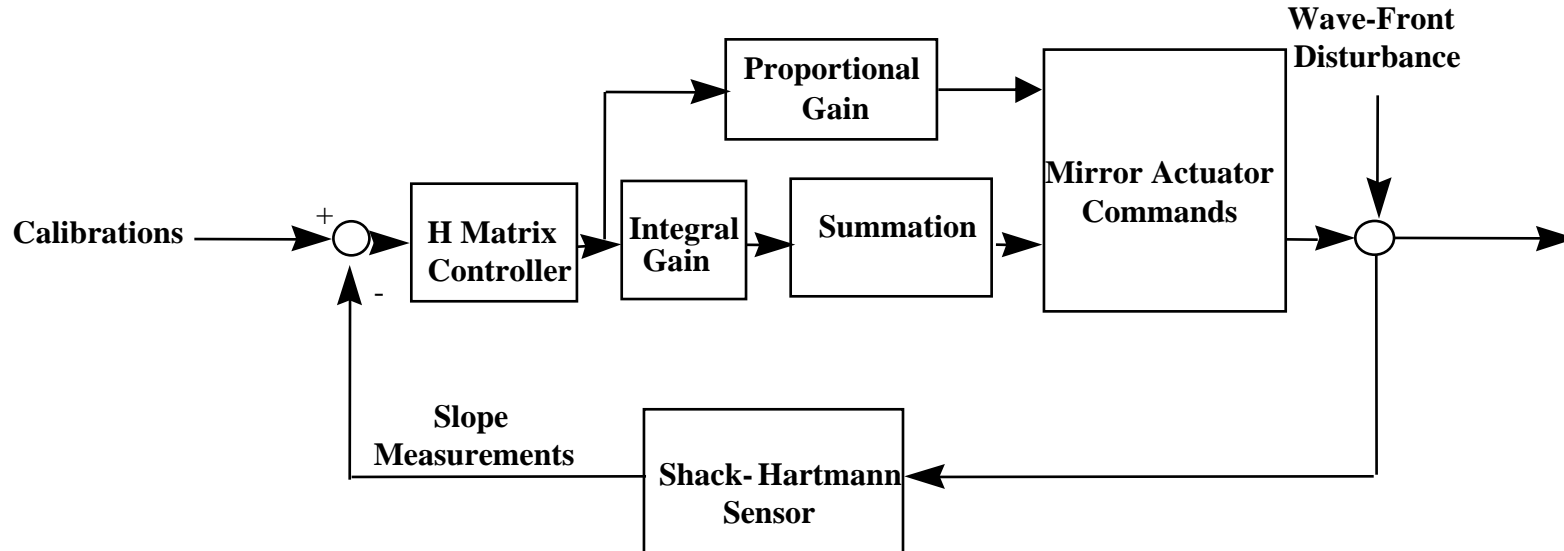 Wave-Front
Disturbance
Proportional
Gain
Mirror Actuator
Commands
+
Calibrations
H Matrix
Controller
Integral
Gain
Summation
-
Slope
Measurements
Shack-Hartmann
Sensor